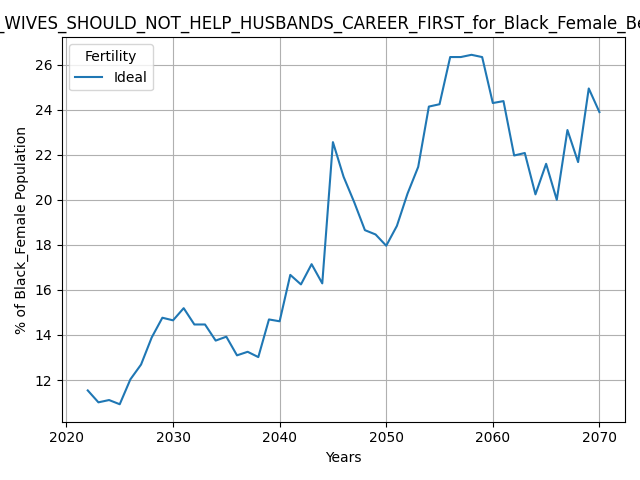 _WIVES_SHOULD_NOT_HELP_HUSBANDS_CAREER_FIRST_for_Black_Female_Be
Fertility
Ideal
26
24
22
20
18
16
14
12
% of Black_Female Population
2020 2030 2040 2050 2060 2070
Years